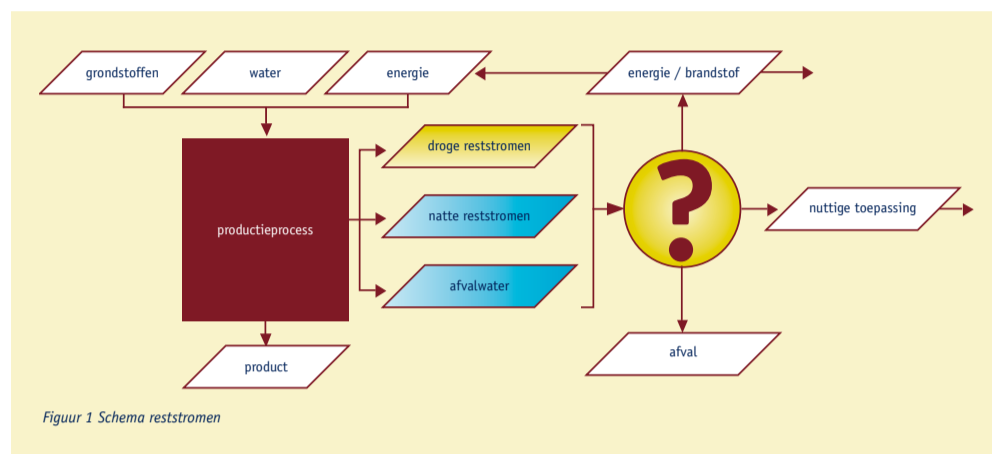 grondstoffen
water
energie
energie / brandstof
droge reststromen
?
natte reststromen
nuttige toepassing
productieprocess
afvalwater
afval
product
Figuur 1 Schema reststromen